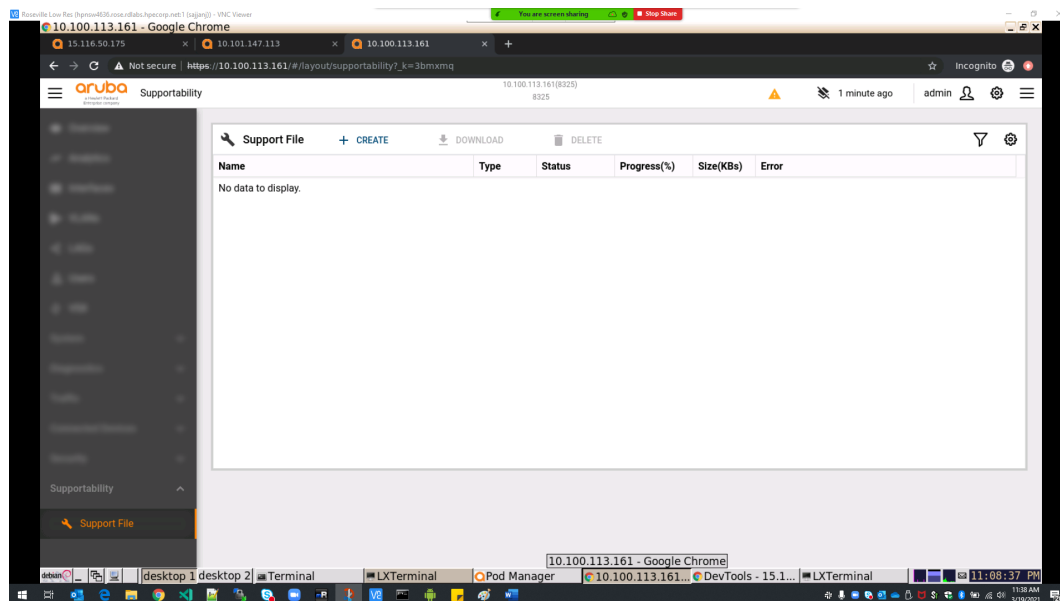 Roseville Low Res (hpnsw4636.rose.rdlabs.hpecorp.net:1 (sajjanj)) - VNC Viewer
You are screen sharing Stop Share
10.100.113.161 - Google Chrome
15.116.50.175 × 10.101.147.113 × 10.100.113.161 × +
Not secure https://10.100.113.161/#/layout/supportability?_k=3bmxmq Incognito
aruba Supportability 10.100.113.161(8325) 1 minute ago admin
a Hewlett Packard
Enterprise company
8325
Support File + CREATE DOWNLOAD DELETE
Name Type Status Progress(%) Size(KBs) Error
No data to display.
Supportability
Support File
10.100.113.161 - Google Chrome
debian desktop 1 desktop 2 Terminal LXTerminal Pod Manager 10.100.113.161... DevTools - 15.1... LXTerminal 11:08:37 PM
11:38 AM
3/19/2021